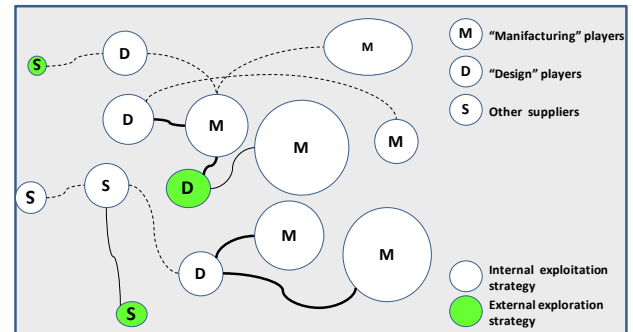 M
M "Manifacturing" players
D
S
D "Design" players
D
M
S Other suppliers
M
M
D
S
S
M
M
D
Internal exploitation
strategy
S
External exploration
strategy